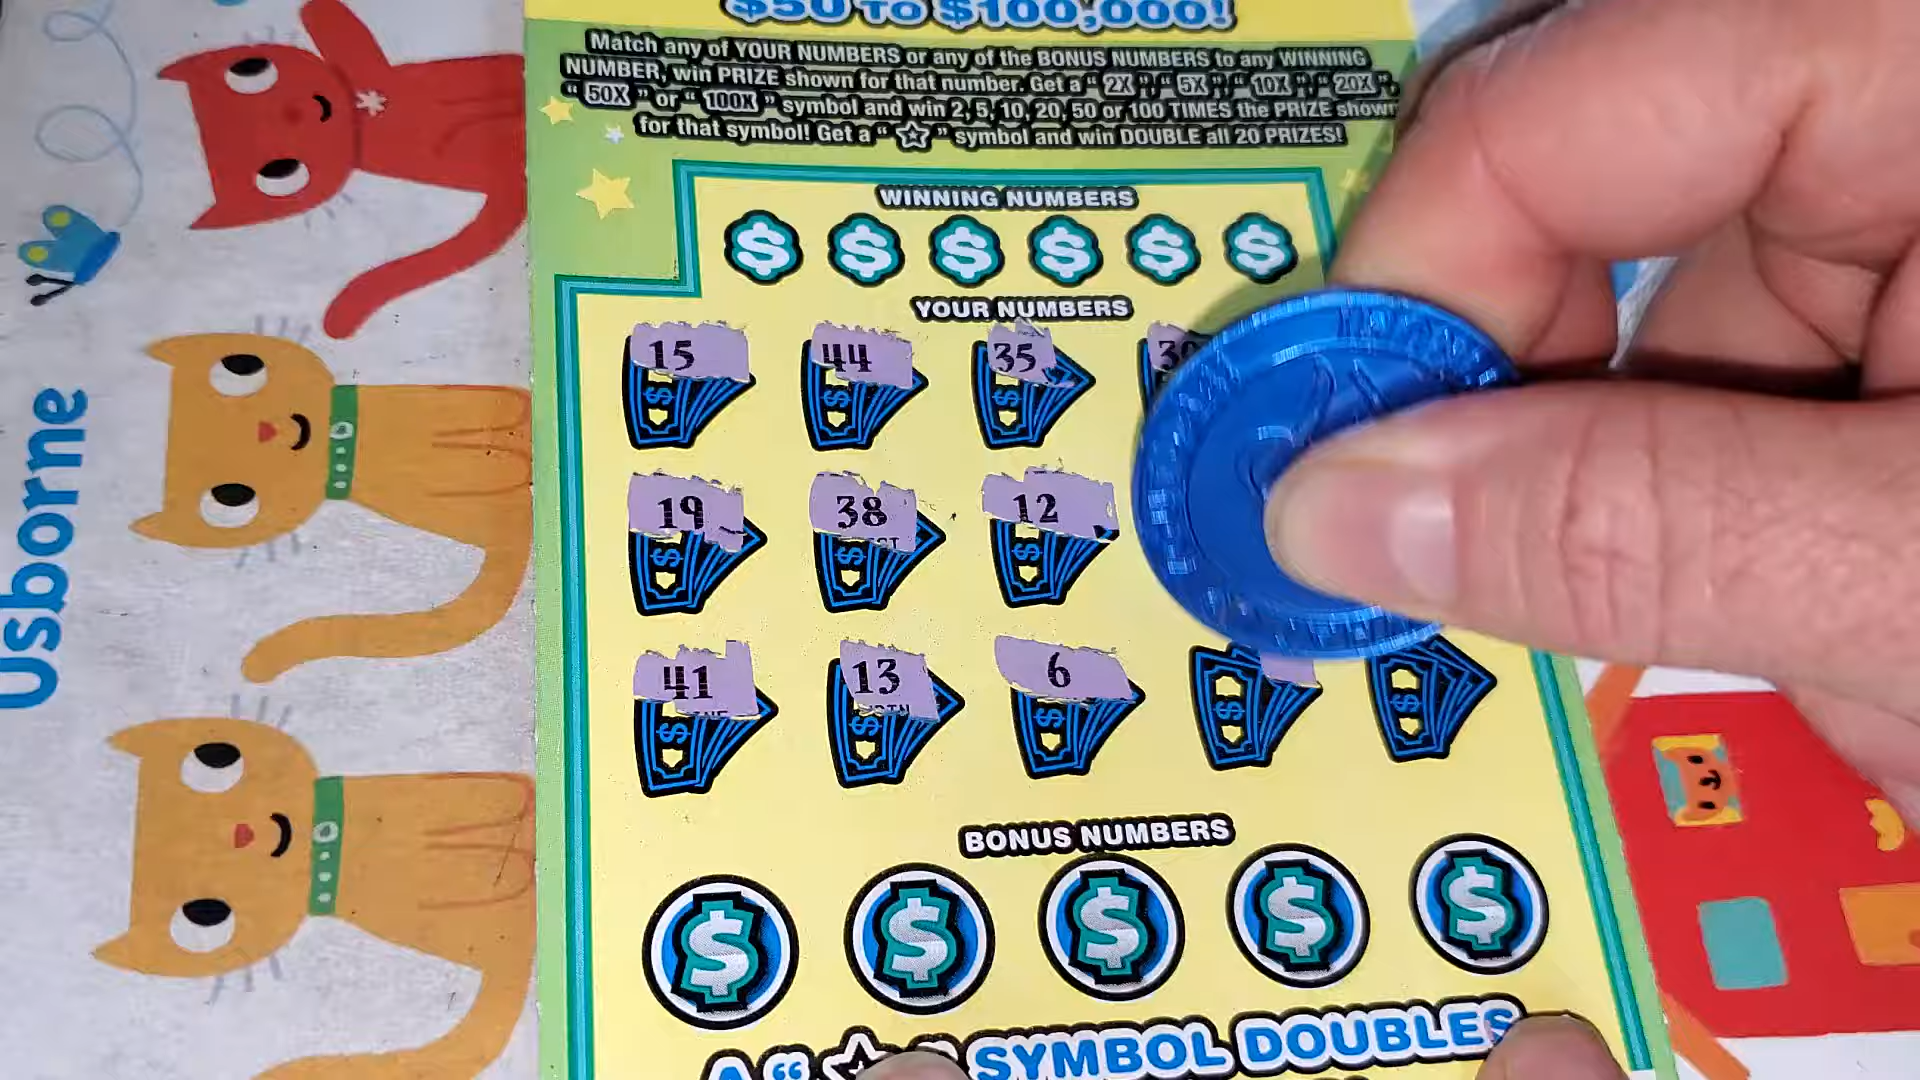 $50 TO $100,000!
Match any of YOUR NUMBERS or any of the BONUS NUMBERS to any WINNING
NUMBER, win PRIZE shown for that number. Get a "2X", "5X", "10X", "20X",
"50X" or "100X" symbol and win 2, 5, 10, 20, 50 or 100 TIMES the PRIZE shown
for that symbol! Get a "☆" symbol and win DOUBLE all 20 PRIZES!
WINNING NUMBERS
$ $ $ $ $ $
YOUR NUMBERS
15 44 35
19 38 12
41 13 6
BONUS NUMBERS
$ $ $ $ $
A "☆" SYMBOL DOUBLES
Usborne